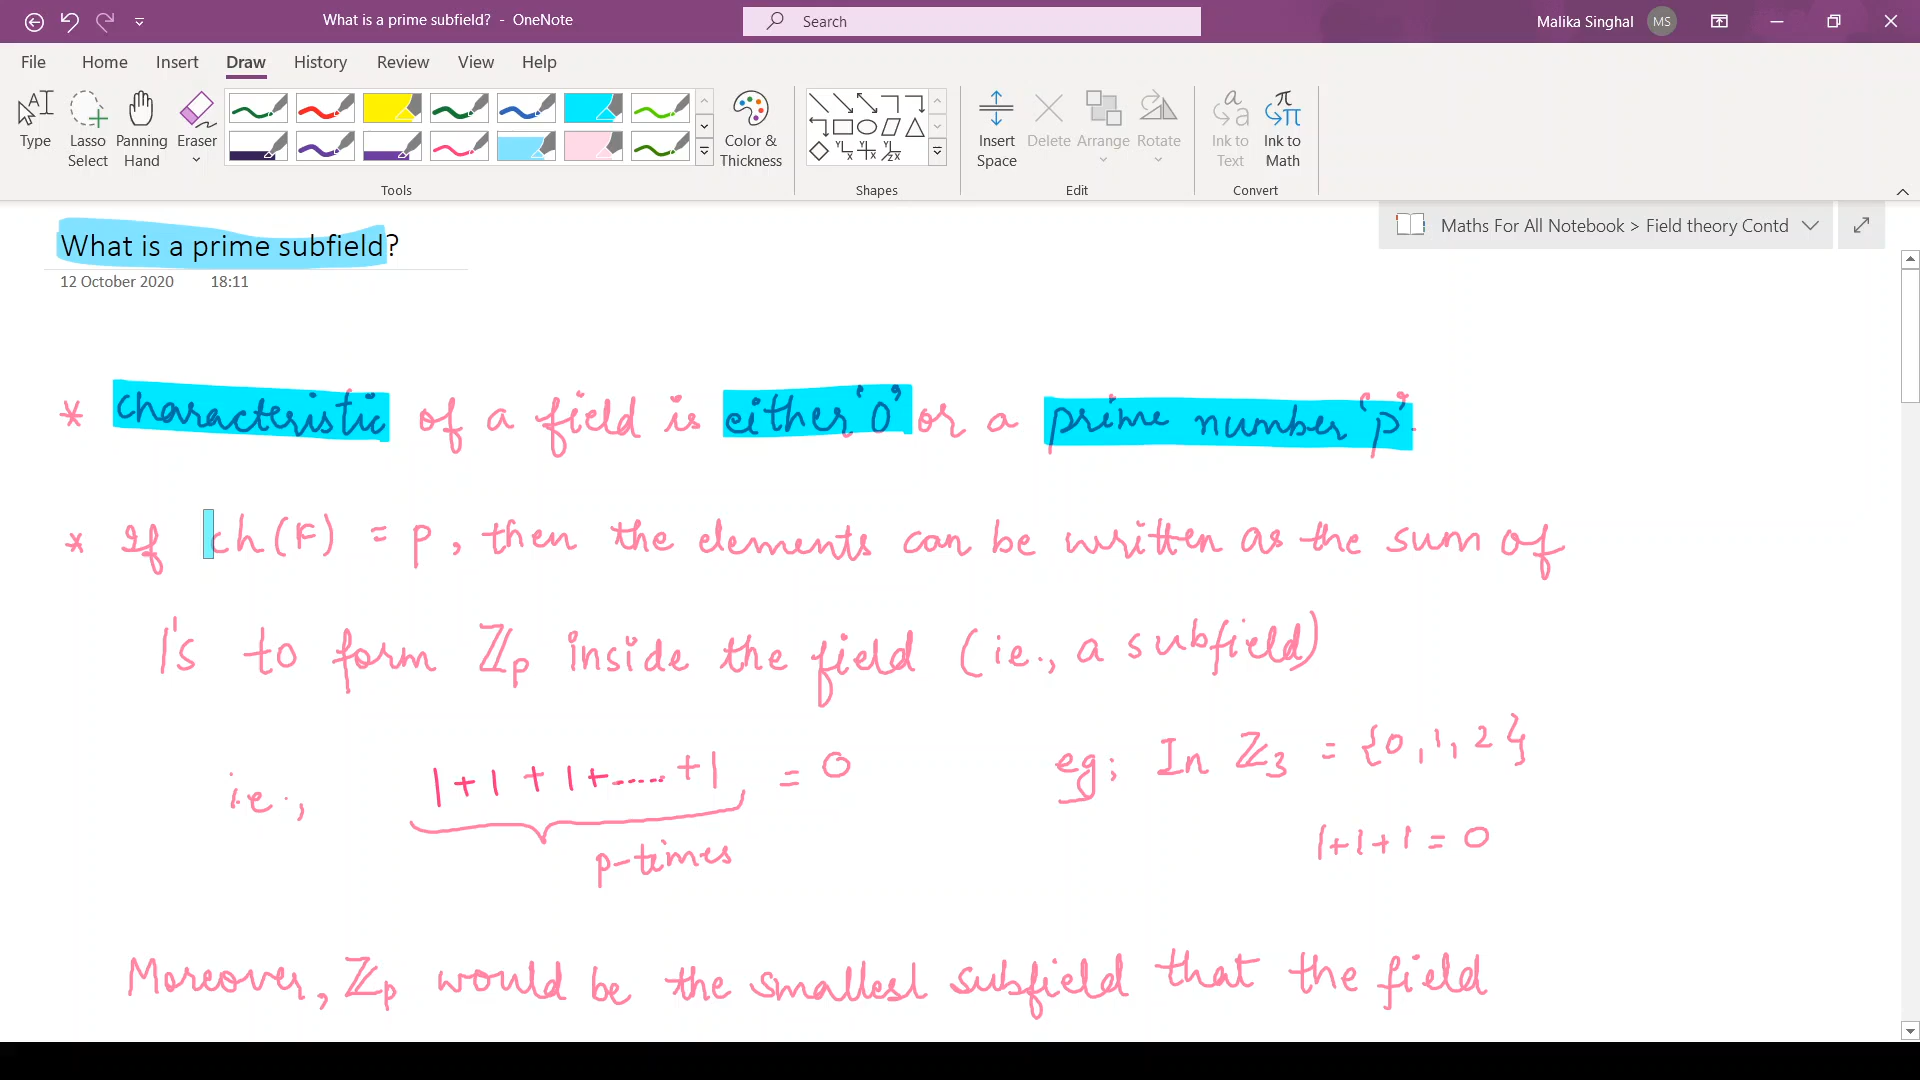 What is a prime subfield? - OneNote
Search
Malika Singhal MS
File Home Insert Draw History Review View Help
Type
Lasso Select
Panning Hand
Eraser
Color & Thickness
Insert Space
Delete
Arrange
Rotate
Ink to Text
Ink to Math
Tools Shapes Edit Convert
Maths For All Notebook > Field theory Contd
What is a prime subfield?
12 October 2020 18:11
* characteristic of a field is either '0' or a prime number 'p'.
* If ch(F) = p, then the elements can be written as the sum of
1's to form ℤp inside the field (ie., a subfield)
i.e., 1+1+1+.....+1 = 0
p-times
eg; In ℤ3 = {0, 1, 2}
1+1+1 = 0
Moreover, ℤp would be the smallest subfield that the field